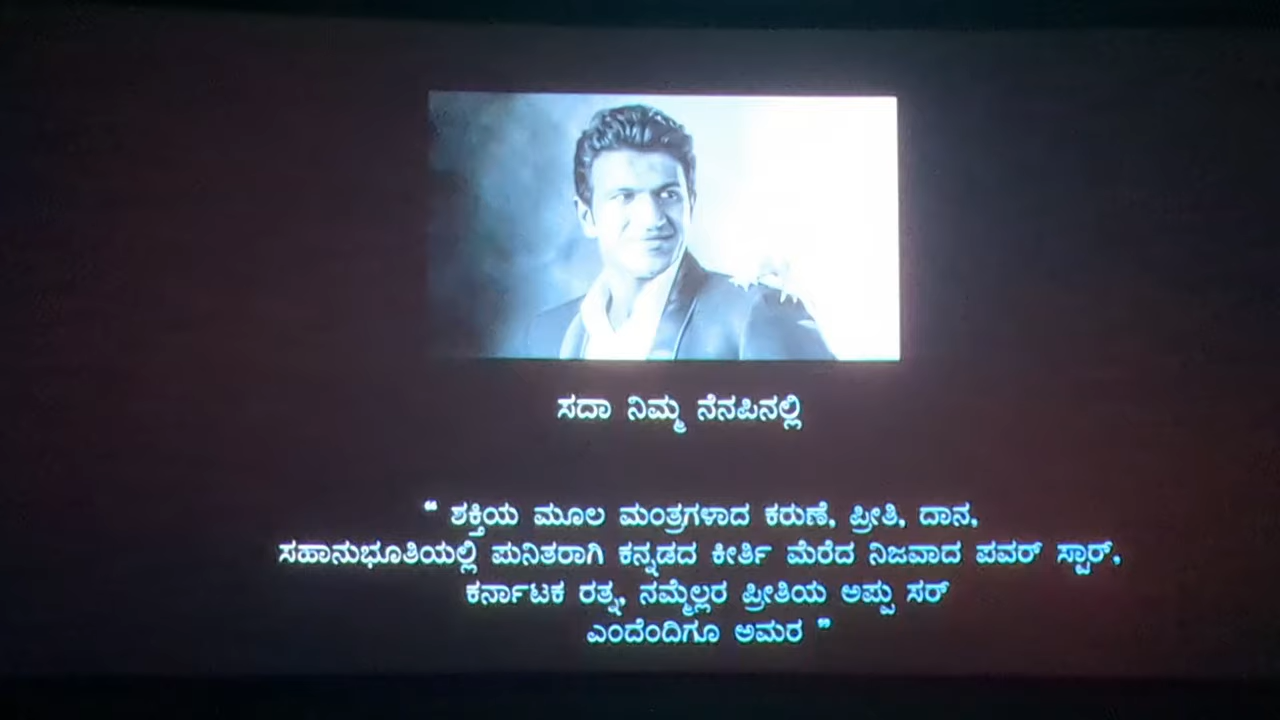 ಸದಾ ನಿಮ್ಮ ನೆನಪಿನಲ್ಲಿ
“ ಶಕ್ತಿಯ ಮೂಲ ಮಂತ್ರಗಳಾದ ಕರುಣೆ, ಪ್ರೀತಿ, ದಾನ,
ಸಹಾನುಭೂತಿಯಲ್ಲಿ ಪುನಿತರಾಗಿ ಕನ್ನಡದ ಕೀರ್ತಿ ಮೆರೆದ ನಿಜವಾದ ಪವರ್ ಸ್ಟಾರ್,
ಕರ್ನಾಟಕ ರತ್ನ, ನಮ್ಮೆಲ್ಲರ ಪ್ರೀತಿಯ ಅಪ್ಪು ಸರ್
ಎಂದೆಂದಿಗೂ ಅಮರ ”